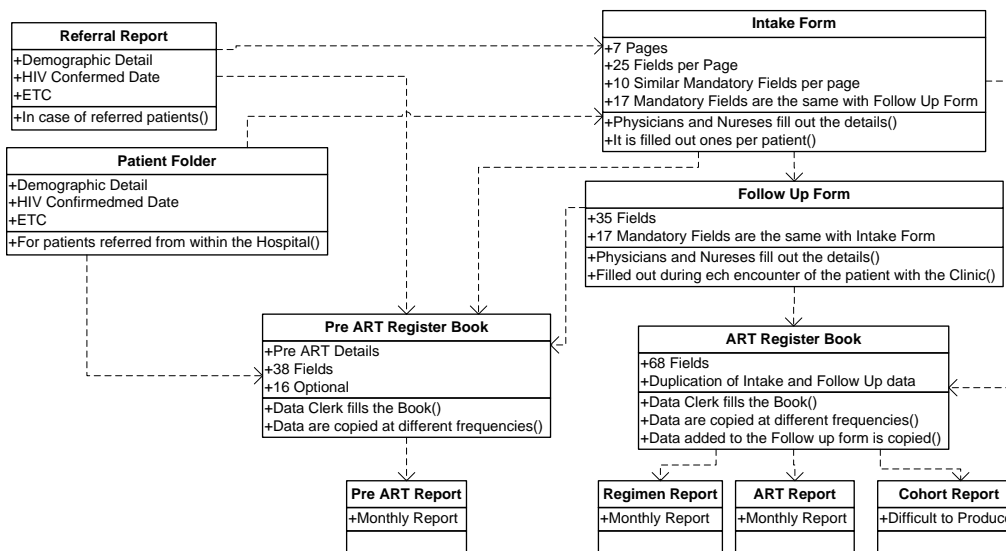 Referral Report
+Demographic Detail
+HIV Confermed Date
+ETC
+In case of referred patients()
Intake Form
+7 Pages
+25 Fields per Page
+10 Similar Mandatory Fields per page
+17 Mandatory Fields are the same with Follow Up Form
+Physicians and Nureses fill out the details()
+It is filled out ones per patient()
Patient Folder
+Demographic Detail
+HIV Confirmedmed Date
+ETC
+For patients referred from within the Hospital()
Follow Up Form
+35 Fields
+17 Mandatory Fields are the same with Intake Form
+Physicians and Nureses fill out the details()
+Filled out during ech encounter of the patient with the Clinic()
Pre ART Register Book
+Pre ART Details
+38 Fields
+16 Optional
+Data Clerk fills the Book()
+Data are copied at different frequencies()
ART Register Book
+68 Fields
+Duplication of Intake and Follow Up data
+Data Clerk fills the Book()
+Data are copied at different frequencies()
+Data added to the Follow up form is copied()
Pre ART Report
+Monthly Report
Regimen Report
+Monthly Report
ART Report
+Monthly Report
Cohort Report
+Difficult to Produce